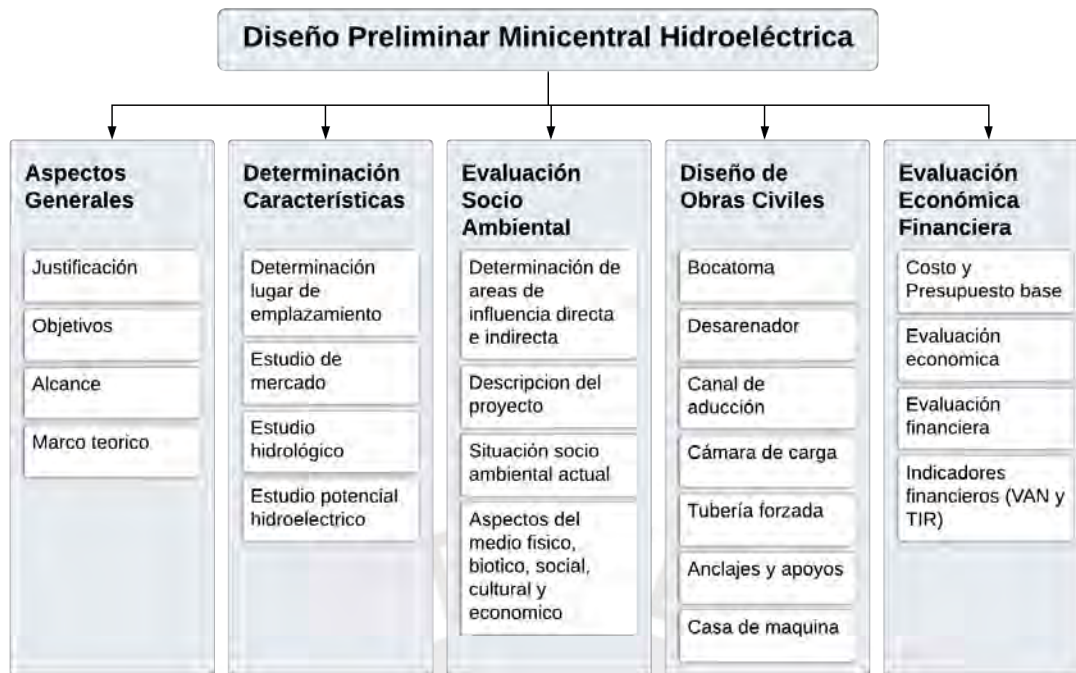 Diseño Preliminar Minicentral Hidroeléctrica
Aspectos
Generales
Justificación
Objetivos
Alcance
Marco teorico
Determinación
Características
Determinación
lugar de
emplazamiento
Estudio de
mercado
Estudio
hidrológico
Estudio potencial
hidroelectrico
Evaluación
Socio
Ambiental
Determinación de
areas de
influencia directa
e indirecta
Descripcion del
proyecto
Situación socio
ambiental actual
Aspectos del
medio físico,
biotico, social,
cultural y
economico
Diseño de
Obras Civiles
Bocatoma
Desarenador
Canal de
aducción
Cámara de carga
Tubería forzada
Anclajes y apoyos
Casa de maquina
Evaluación
Económica
Financiera
Costo y
Presupuesto base
Evaluación
economica
Evaluación
financiera
Indicadores
financieros (VAN y
TIR)